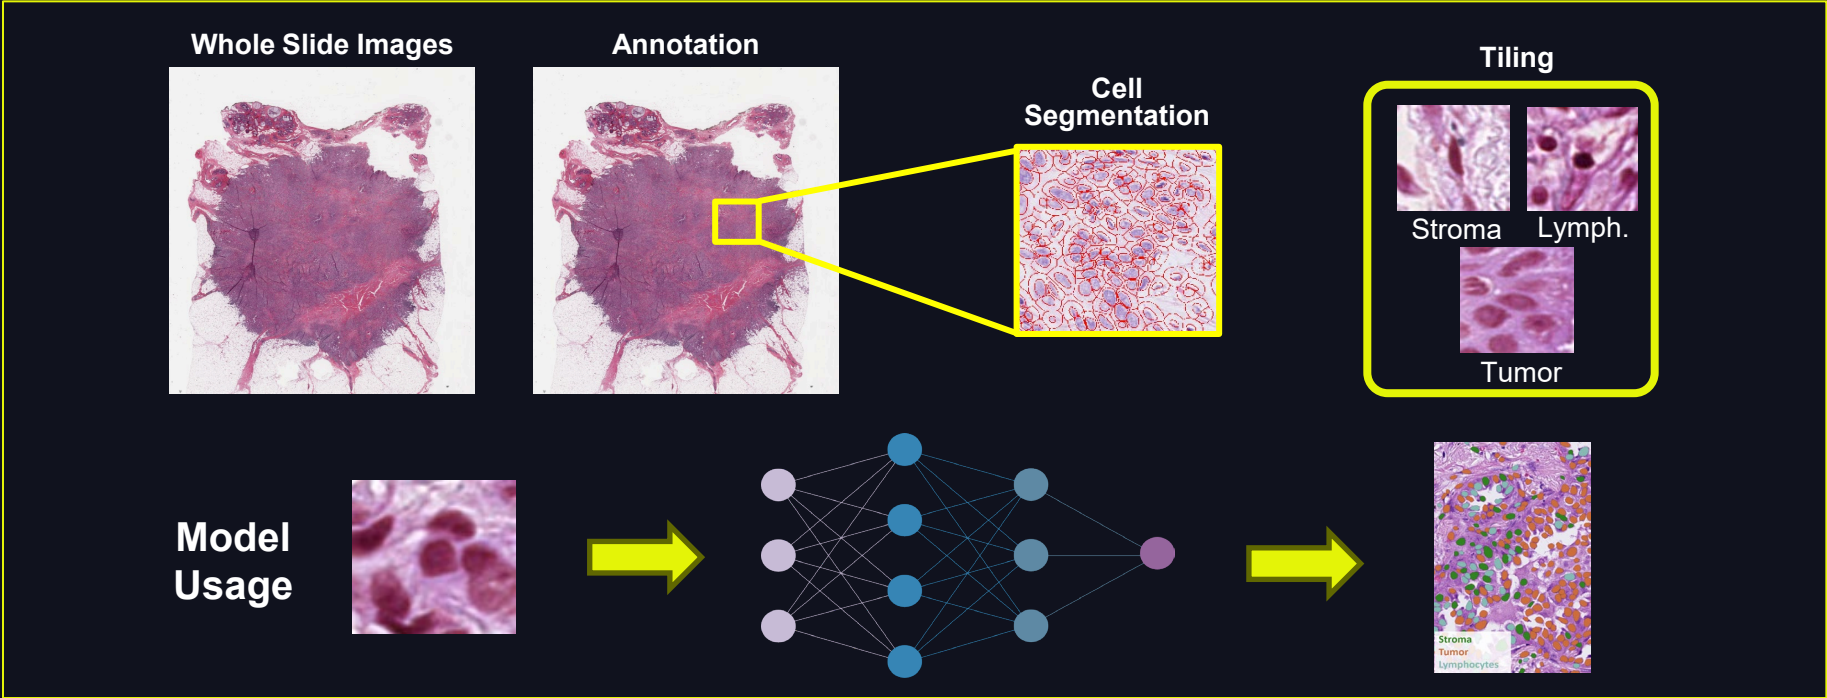 Whole Slide Images
Annotation
Cell
Segmentation
Tiling
Stroma
Lymph.
Tumor
Model
Usage
Stroma
Tumor
Lymphocytes